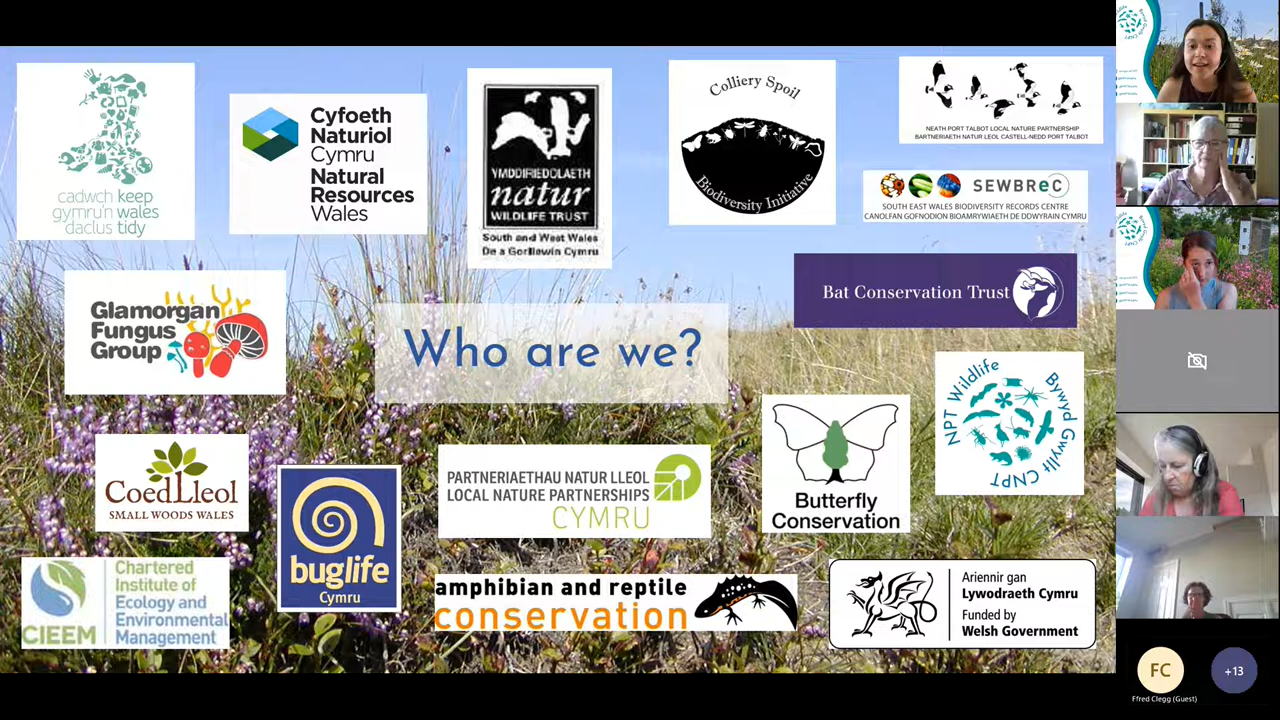 cadwch keep
gymru'n wales
daclus tidy
Cyfoeth
Naturiol
Cymru
Natural
Resources
Wales
YMDDIRIEDOLAETH
natur
WILDLIFE TRUST
South and West Wales
De a Gorllewin Cymru
Colliery Spoil
Biodiversity Initiative
NEATH PORT TALBOT LOCAL NATURE PARTNERSHIP
BARTNERIAETH NATUR LLEOL CASTELL-NEDD PORT TALBOT
SEWBReC
SOUTH EAST WALES BIODIVERSITY RECORDS CENTRE
CANOLFAN GOFNODION BIOAMRYWIAETH DE DDWYRAIN CYMRU
Glamorgan
Fungus
Group
Who are we?
Bat Conservation Trust
NPT Wildlife
Bywyd Gwyllt CNPT
Coed Lleol
SMALL WOODS WALES
buglife
Cymru
PARTNERIAETHAU NATUR LLEOL
LOCAL NATURE PARTNERSHIPS
CYMRU
Butterfly
Conservation
CIEEM
Chartered
Institute of
Ecology and
Environmental
Management
amphibian and reptile
conservation
Ariennir gan
Lywodraeth Cymru
Funded by
Welsh Government
FC
+13
Ffred Clegg (Guest)